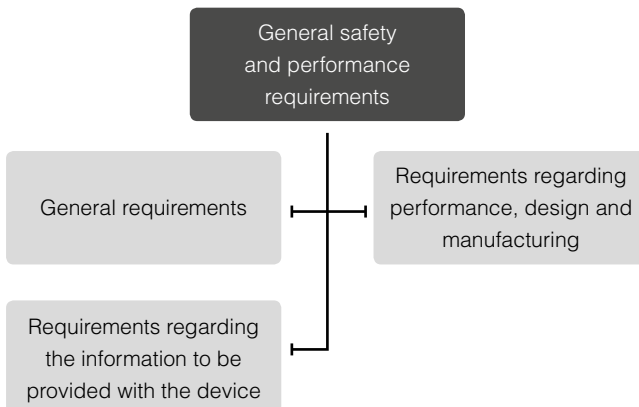 General safety
and performance
requirements
General requirements
Requirements regarding
performance, design and
manufacturing
Requirements regarding
the information to be
provided with the device